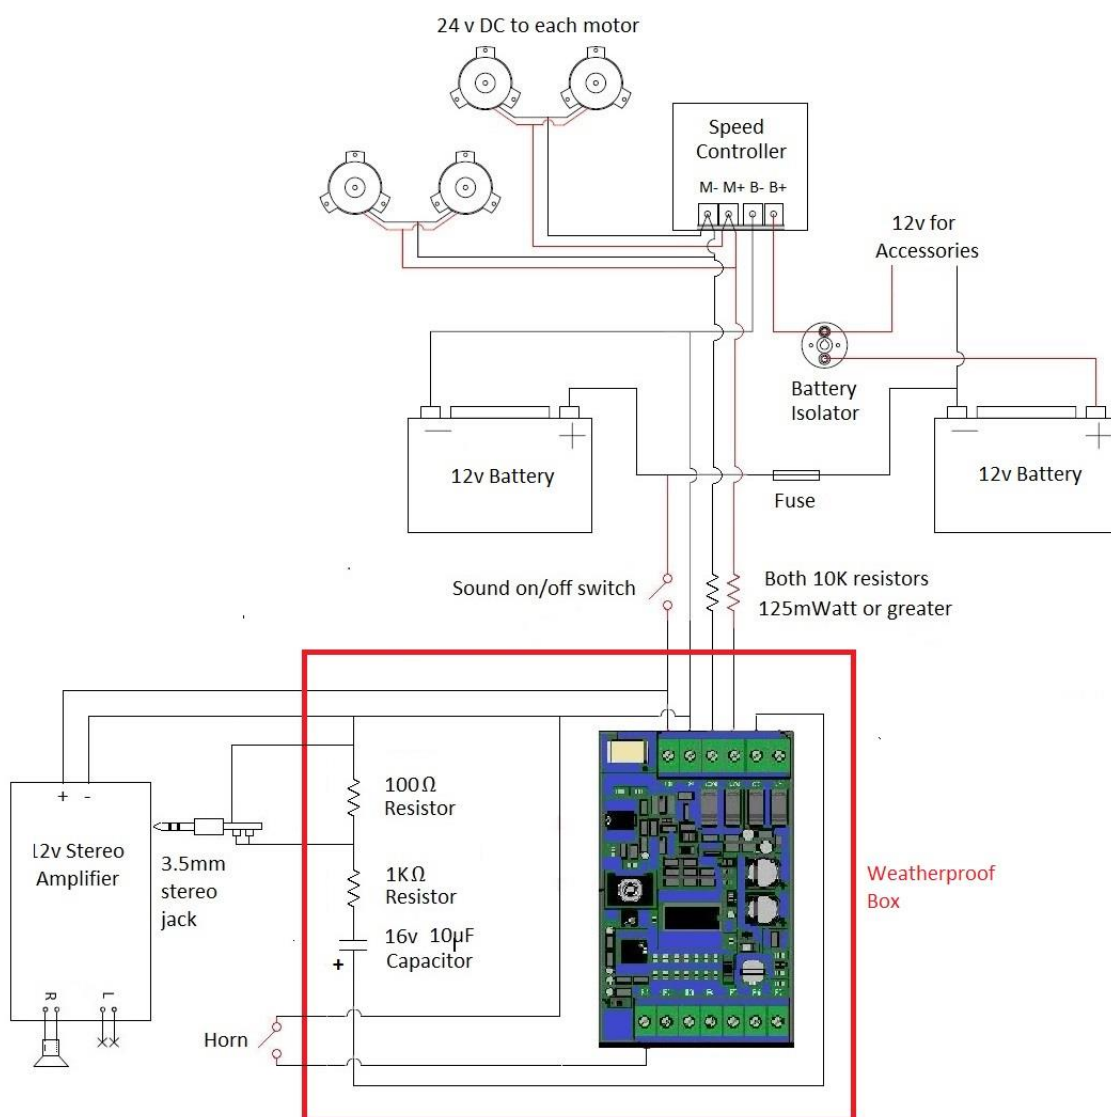 24 v DC to each motor
Speed
Controller
M- M+ B- B+
12v for
Accessories
Battery
Isolator
12v Battery
12v Battery
Fuse
Sound on/off switch
Both 10K resistors
125mWatt or greater
+ -
12v Stereo
Amplifier
3.5mm
stereo
jack
100Ω
Resistor
1KΩ
Resistor
16v 10µF
Capacitor
+
Weatherproof
Box
R L
Horn